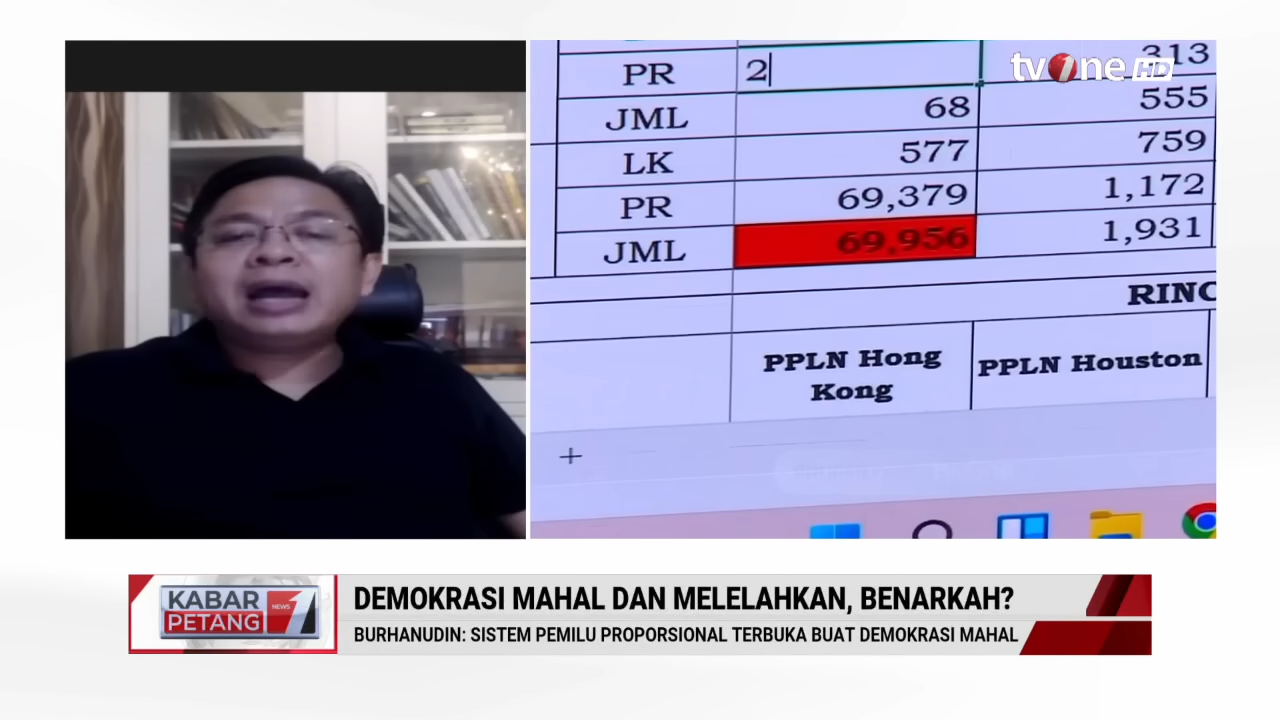 tvOne HD
PR 2 313
JML 68 555
LK 577 759
PR 69,379 1,172
JML 69,956 1,931
PPLN Hong Kong PPLN Houston
KABAR PETANG NEWS 1
DEMOKRASI MAHAL DAN MELELAHKAN, BENARKAH?
BURHANUDIN: SISTEM PEMILU PROPORSIONAL TERBUKA BUAT DEMOKRASI MAHAL